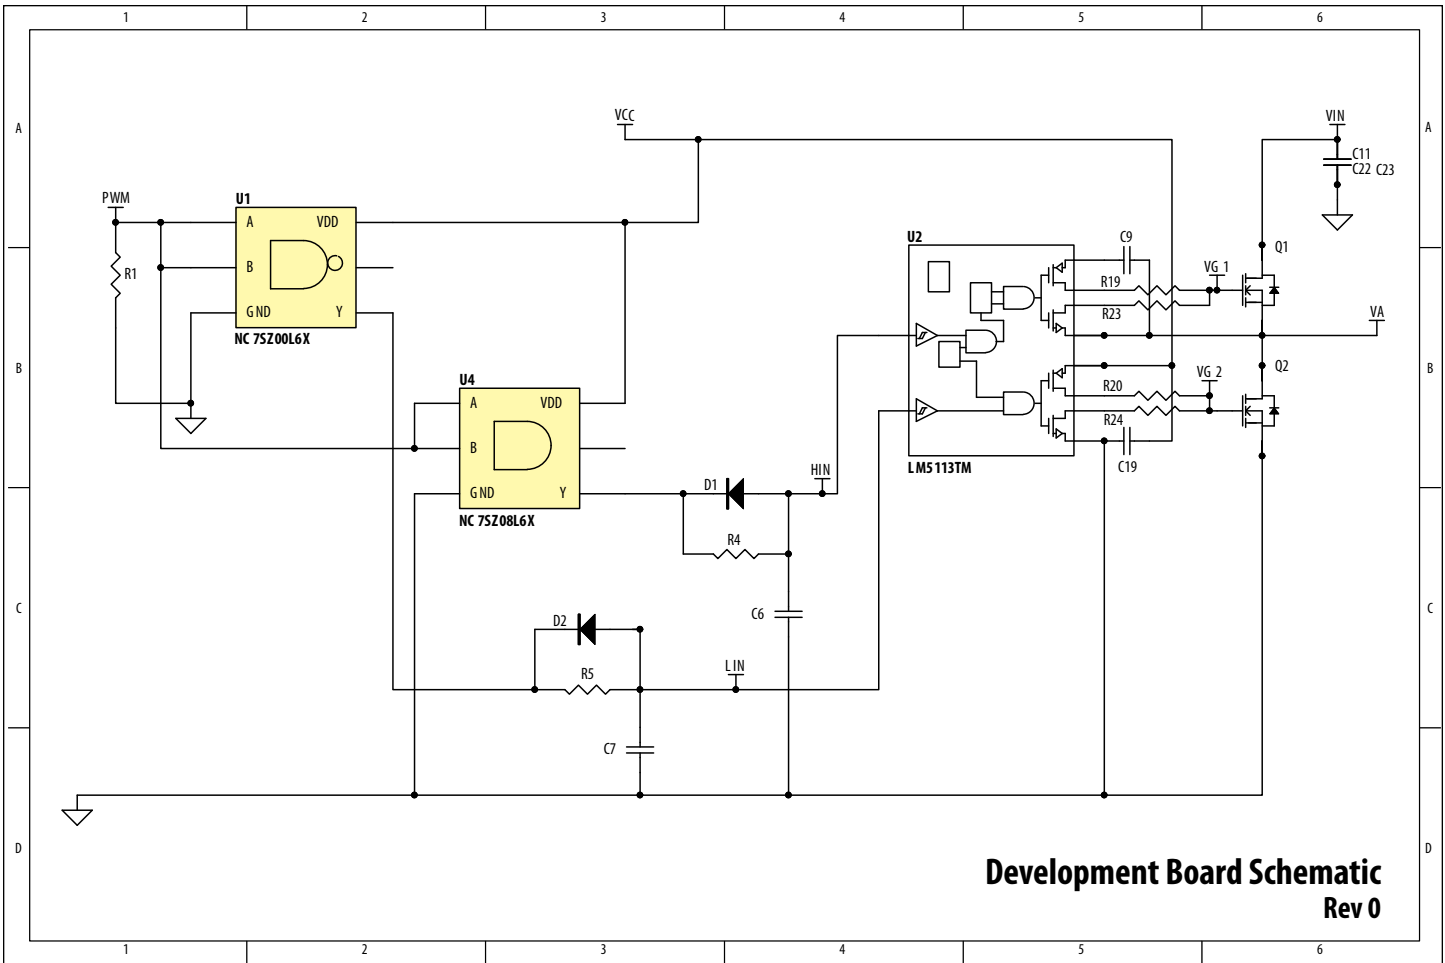 1 2 3 4 5 6
A A
VCC
VIN
C11
C22 C23
PWM
U1
A VDD
B
GND Y
NC 7SZ00L6X
R1
U2
C9
Q1
VG 1
R19
R23
VA
B B
Q2
VG 2
R20
R24
C19
LM5113TM
U4
A VDD
B
GND Y
NC 7SZ08L6X
HIN
D1
R4
C C
C6
D2
R5
LIN
C7
D D
Development Board Schematic
Rev 0
1 2 3 4 5 6